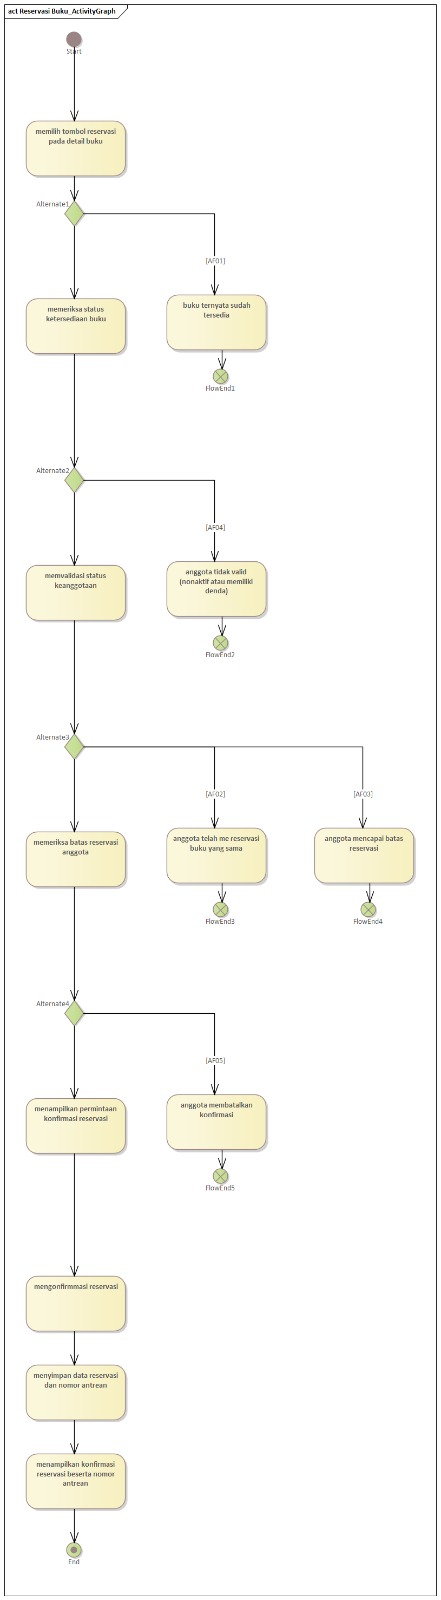 act Reservasi Buku_ActivityGraph
Start
memilih tombol reservasi
pada detail buku
Alternate1
[AF01]
memeriksa status
ketersediaan buku
buku ternyata sudah
tersedia
FlowEnd1
Alternate2
[AF04]
memvalidasi status
keanggotaan
anggota tidak valid
(nonaktif atau memiliki
denda)
FlowEnd2
Alternate3
[AF02]
[AF03]
memeriksa batas reservasi
anggota
anggota telah me reservasi
buku yang sama
anggota mencapai batas
reservasi
FlowEnd3
FlowEnd4
Alternate4
[AF05]
menampilkan permintaan
konfirmasi reservasi
anggota membatalkan
konfirmasi
FlowEnd5
mengonfirmmasi reservasi
menyimpan data reservasi
dan nomor antrean
menampilkan konfirmasi
reservasi beserta nomor
antrean
End